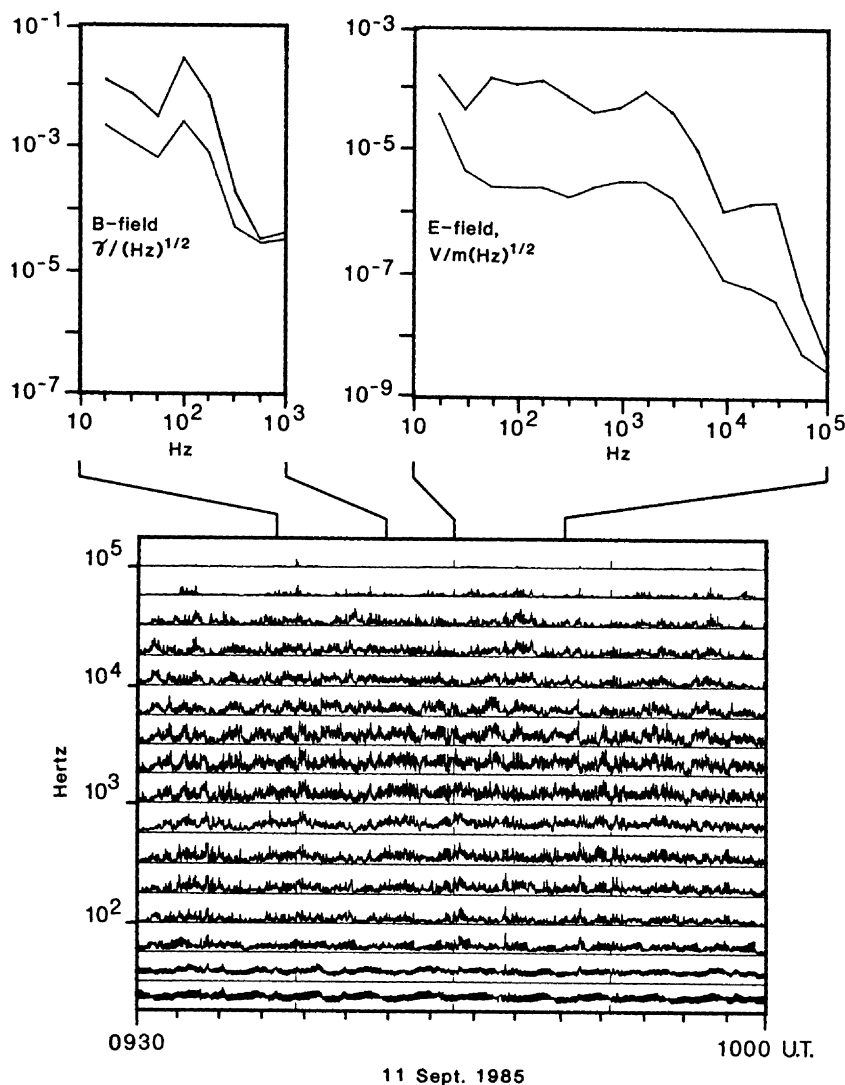 10-1
10-3
10-5
10-7
B-field
γ/(Hz)1/2
10 102 103
Hz
10-3
10-5
10-7
10-9
E-field,
V/m(Hz)1/2
10 102 103 104 105
Hz
105
104
103
102
Hertz
0930 1000 U.T.
11 Sept. 1985